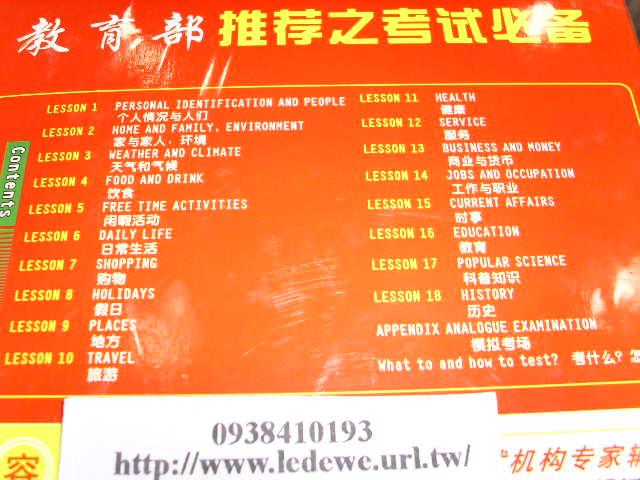 教育部 推荐之考试必备
Contents
LESSON 1 PERSONAL IDENTIFICATION AND PEOPLE
个人情况与人们
LESSON 2 HOME AND FAMILY, ENVIRONMENT
家与家人，环境
LESSON 3 WEATHER AND CLIMATE
天气和气候
LESSON 4 FOOD AND DRINK
饮食
LESSON 5 FREE TIME ACTIVITIES
闲暇活动
LESSON 6 DAILY LIFE
日常生活
LESSON 7 SHOPPING
购物
LESSON 8 HOLIDAYS
假日
LESSON 9 PLACES
地方
LESSON 10 TRAVEL
旅游
LESSON 11 HEALTH
健康
LESSON 12 SERVICE
服务
LESSON 13 BUSINESS AND MONEY
商业与货币
LESSON 14 JOBS AND OCCUPATION
工作与职业
LESSON 15 CURRENT AFFAIRS
时事
LESSON 16 EDUCATION
教育
LESSON 17 POPULAR SCIENCE
科普知识
LESSON 18 HISTORY
历史
APPENDIX ANALOGUE EXAMINATION
模拟考场
What to and how to test? 考什么?
0938410193
http://www.ledewe.url.tw/
容
"机构专家辅